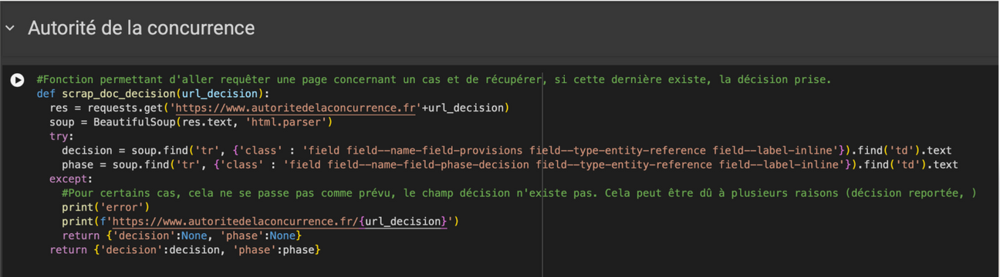 Autorité de la concurrence
#Fonction permettant d'aller requêter une page concernant un cas et de récupérer, si cette dernière existe, la décision prise.
def scrap_doc_decision(url_decision):
  res = requests.get('https://www.autoritedelaconcurrence.fr'+url_decision)
  soup = BeautifulSoup(res.text, 'html.parser')
  try:
    decision = soup.find('tr', {'class' : 'field field--name-field-provisions field--type-entity-reference field--label-inline'}).find('td').text
    phase = soup.find('tr', {'class' : 'field field--name-field-phase-decision field--type-entity-reference field--label-inline'}).find('td').text
  except:
    #Pour certains cas, cela ne se passe pas comme prévu, le champ décision n'existe pas. Cela peut être dû à plusieurs raisons (décision reportée, )
    print('error')
    print(f'https://www.autoritedelaconcurrence.fr/{url_decision}')
    return {'decision':None, 'phase':None}
  return {'decision':decision, 'phase':phase}